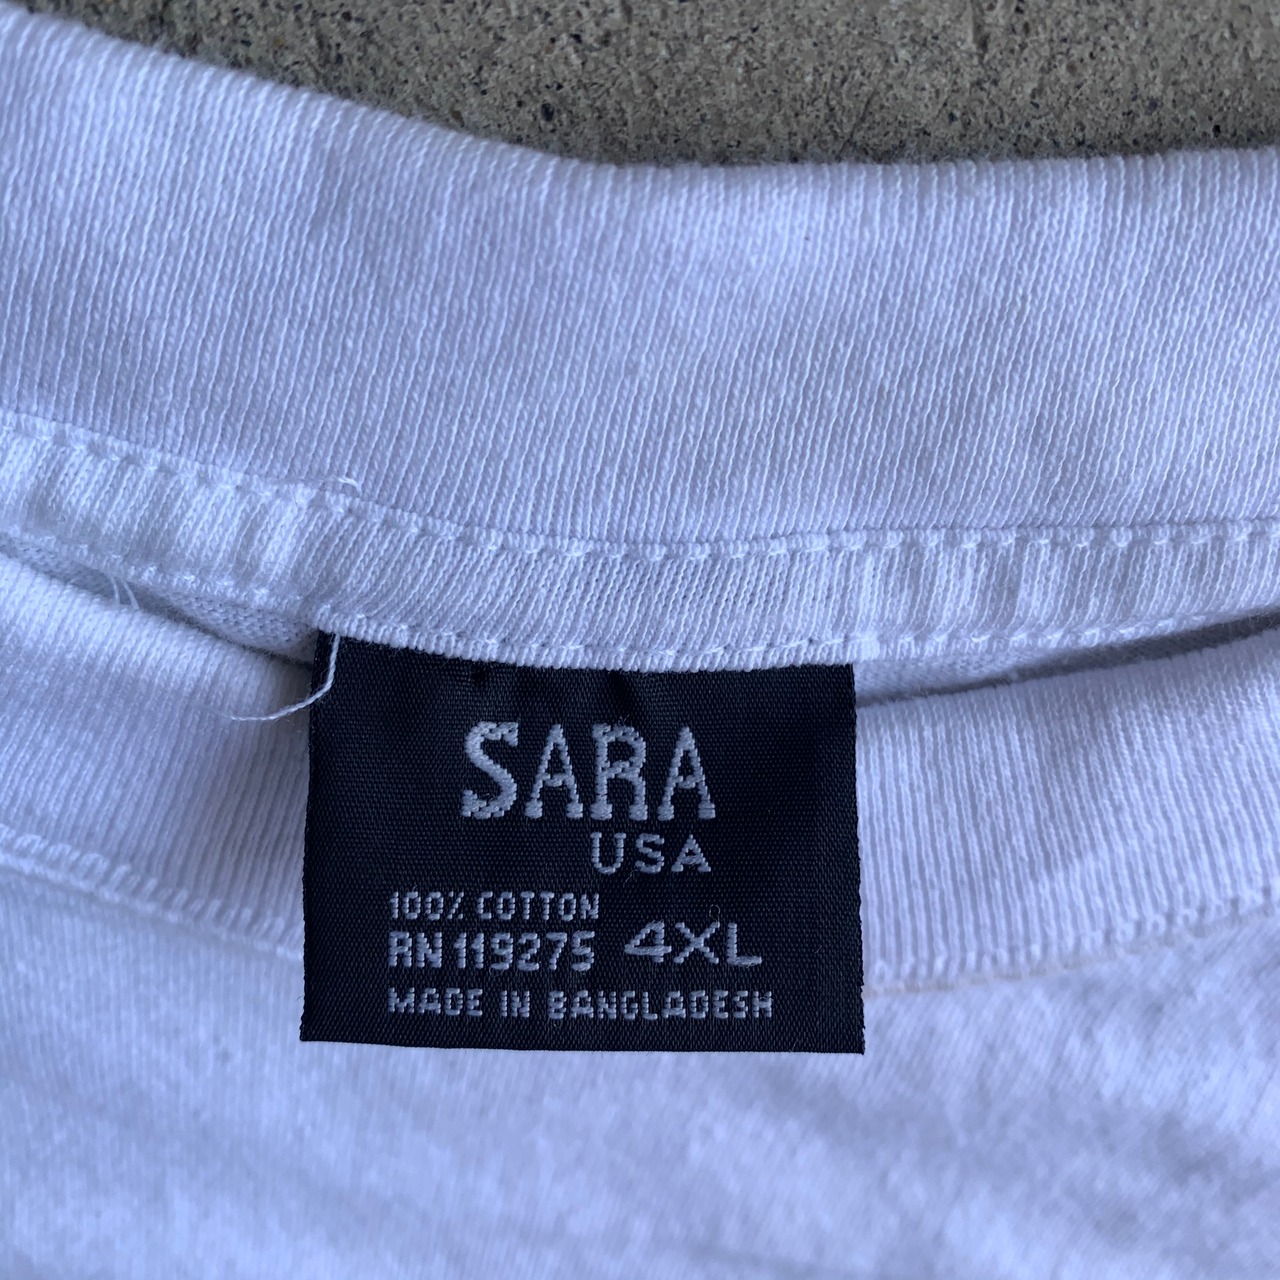 SARA
USA
100% COTTON
RN 119275 4XL
MADE IN BANGLADESH